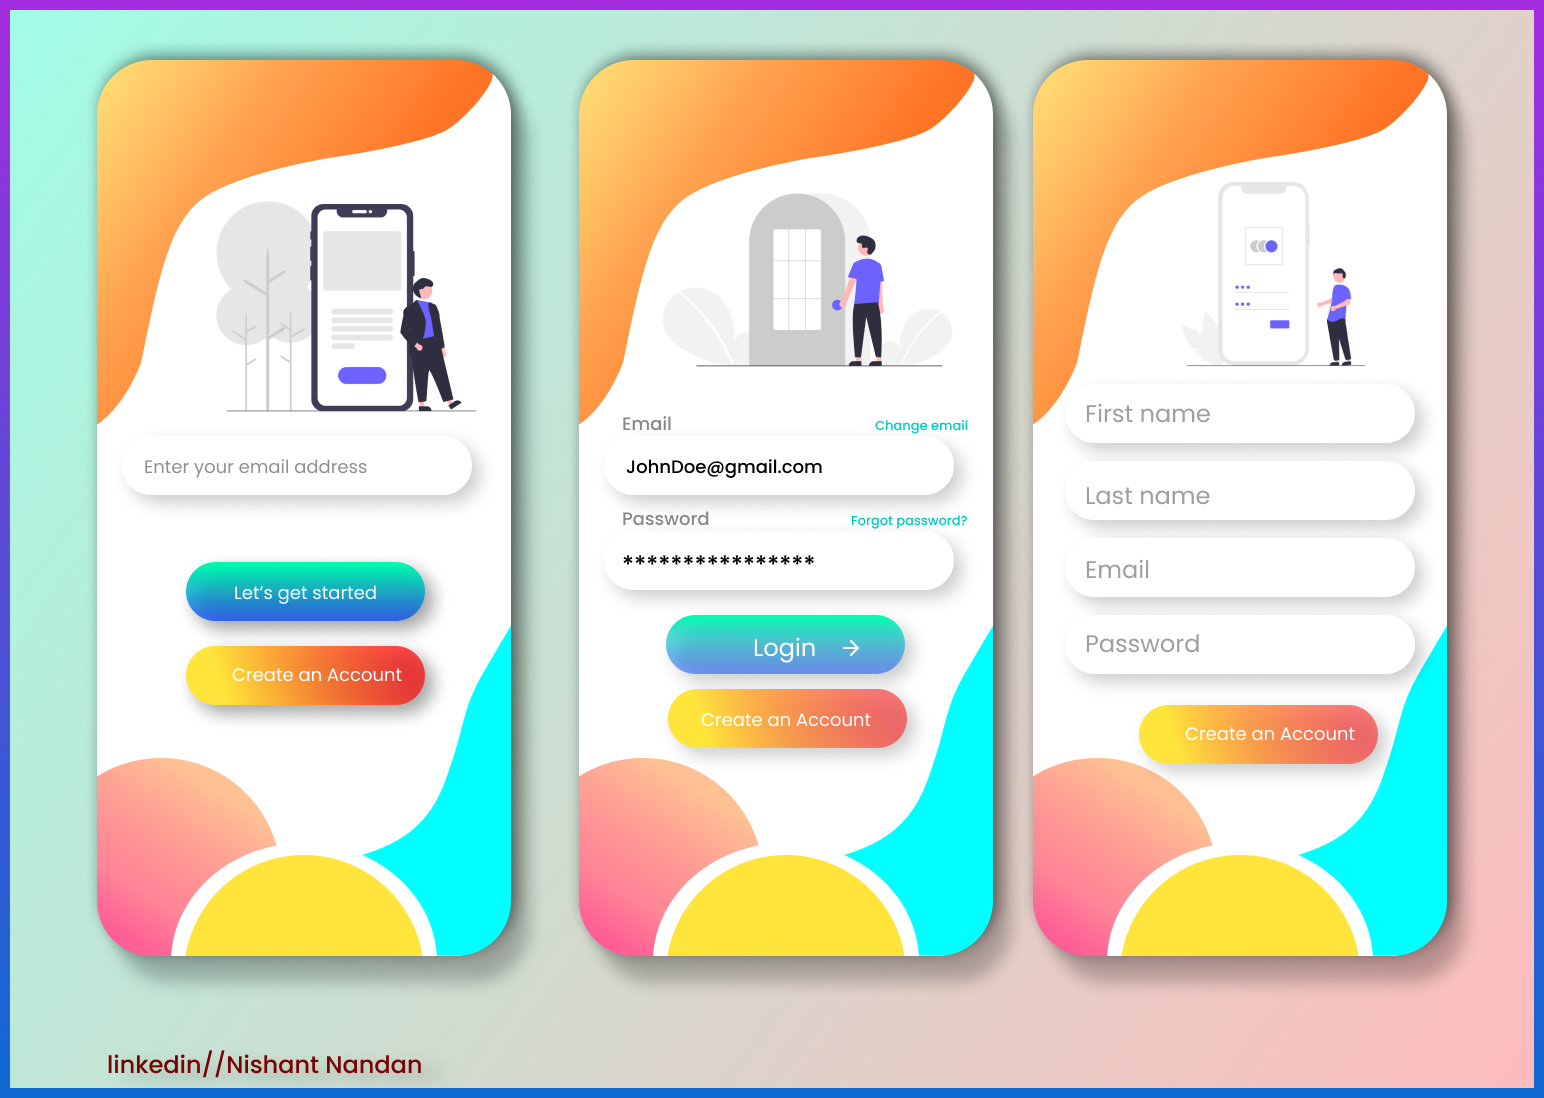 Enter your email address
Let’s get started
Create an Account
Email
Change email
JohnDoe@gmail.com
Password
Forgot password?
****************
Login →
Create an Account
First name
Last name
Email
Password
Create an Account
linkedin//Nishant Nandan